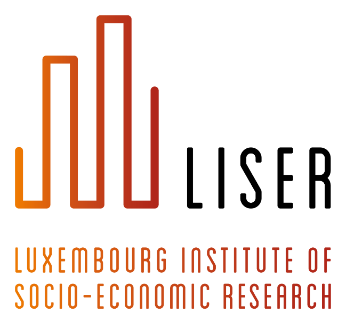 LISER
LUXEMBOURG INSTITUTE OF
SOCIO-ECONOMIC RESEARCH